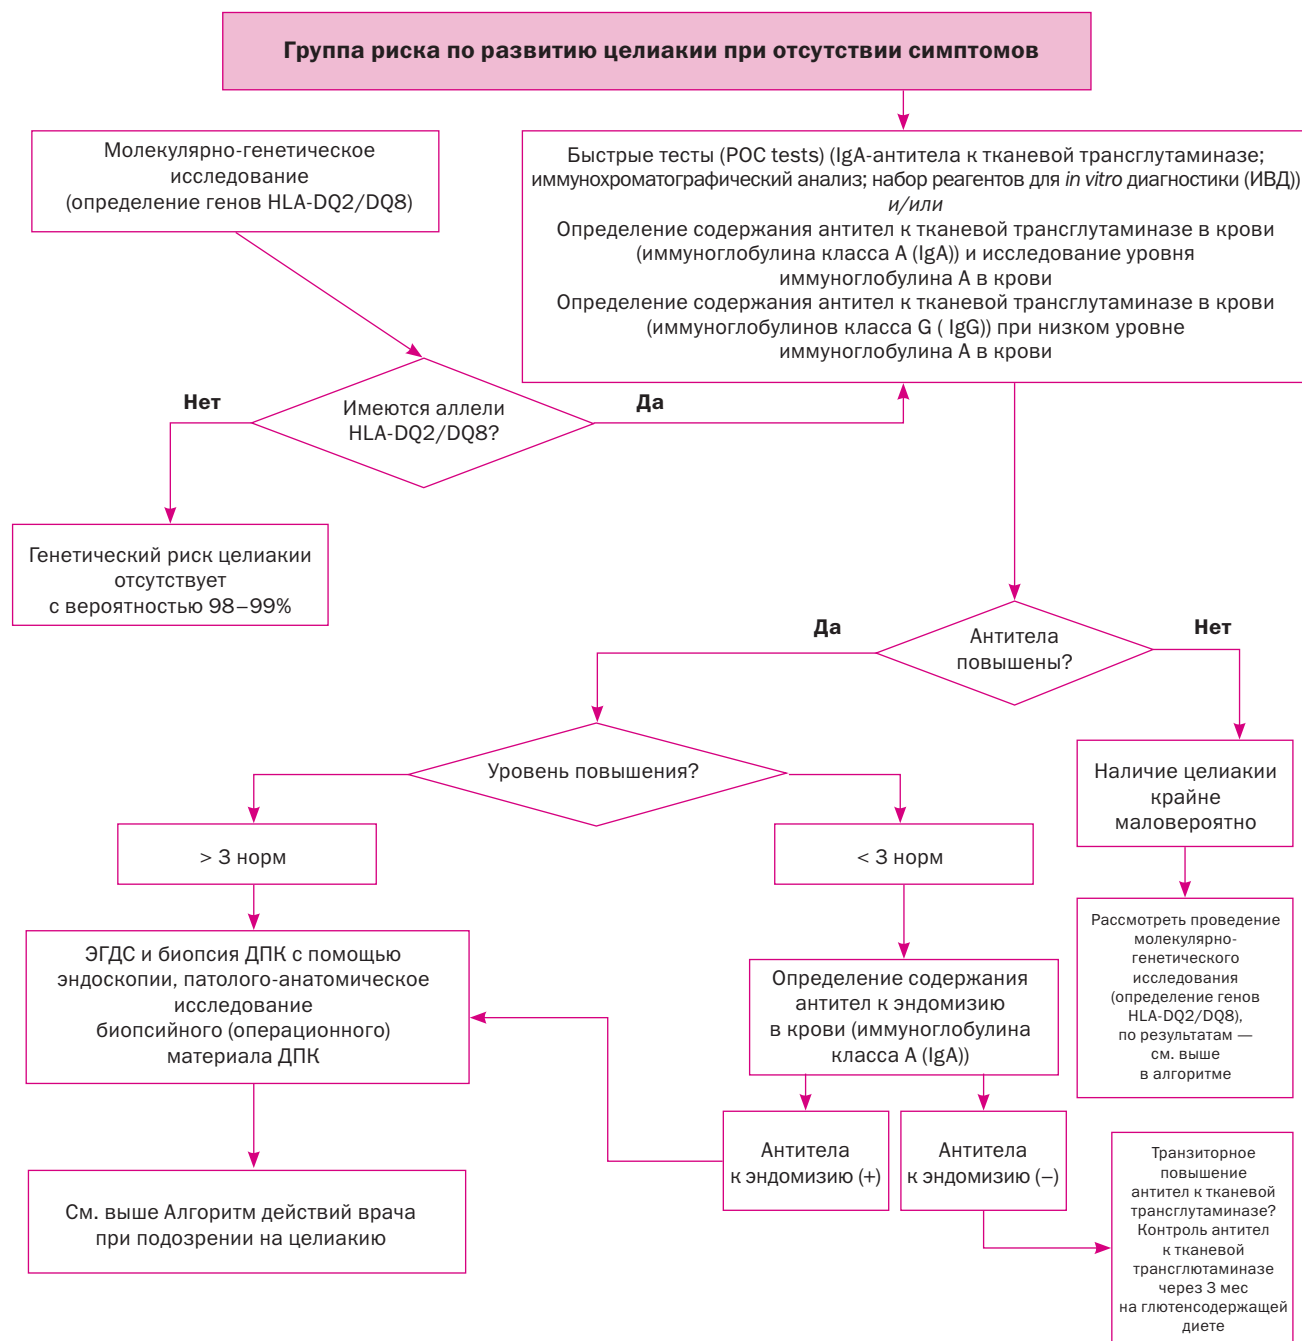 Группа риска по развитию целиакии при отсутствии симптомов
Молекулярно-генетическое
исследование
(определение генов HLA-DQ2/DQ8)
Быстрые тесты (POC tests) (IgA-антитела к тканевой трансглутаминазе;
иммунохроматографический анализ; набор реагентов для in vitro диагностики (ИВД))
и/или
Определение содержания антител к тканевой трансглутаминазе в крови
(иммуноглобулина класса А (IgA)) и исследование уровня
иммуноглобулина А в крови
Определение содержания антител к тканевой трансглутаминазе в крови
(иммуноглобулинов класса G ( IgG)) при низком уровне
иммуноглобулина А в крови
Нет
Имеются аллели
HLA-DQ2/DQ8?
Да
Генетический риск целиакии
отсутствует
с вероятностью 98–99%
Да
Антитела
повышены?
Нет
Уровень повышения?
Наличие целиакии
крайне
маловероятно
> 3 норм
< 3 норм
ЭГДС и биопсия ДПК с помощью
эндоскопии, патолого-анатомическое
исследование
биопсийного (операционного)
материала ДПК
Определение содержания
антител к эндомизию
в крови (иммуноглобулина
класса А (IgA))
Рассмотреть проведение
молекулярно-
генетического
исследования
(определение генов
HLA-DQ2/DQ8),
по результатам —
см. выше
в алгоритме
Антитела
к эндомизию (+)
Антитела
к эндомизию (–)
См. выше Алгоритм действий врача
при подозрении на целиакию
Транзиторное
повышение
антител к тканевой
трансглутаминазе?
Контроль антител
к тканевой
трансглютаминазе
через 3 мес
на глютенсодержащей
диете